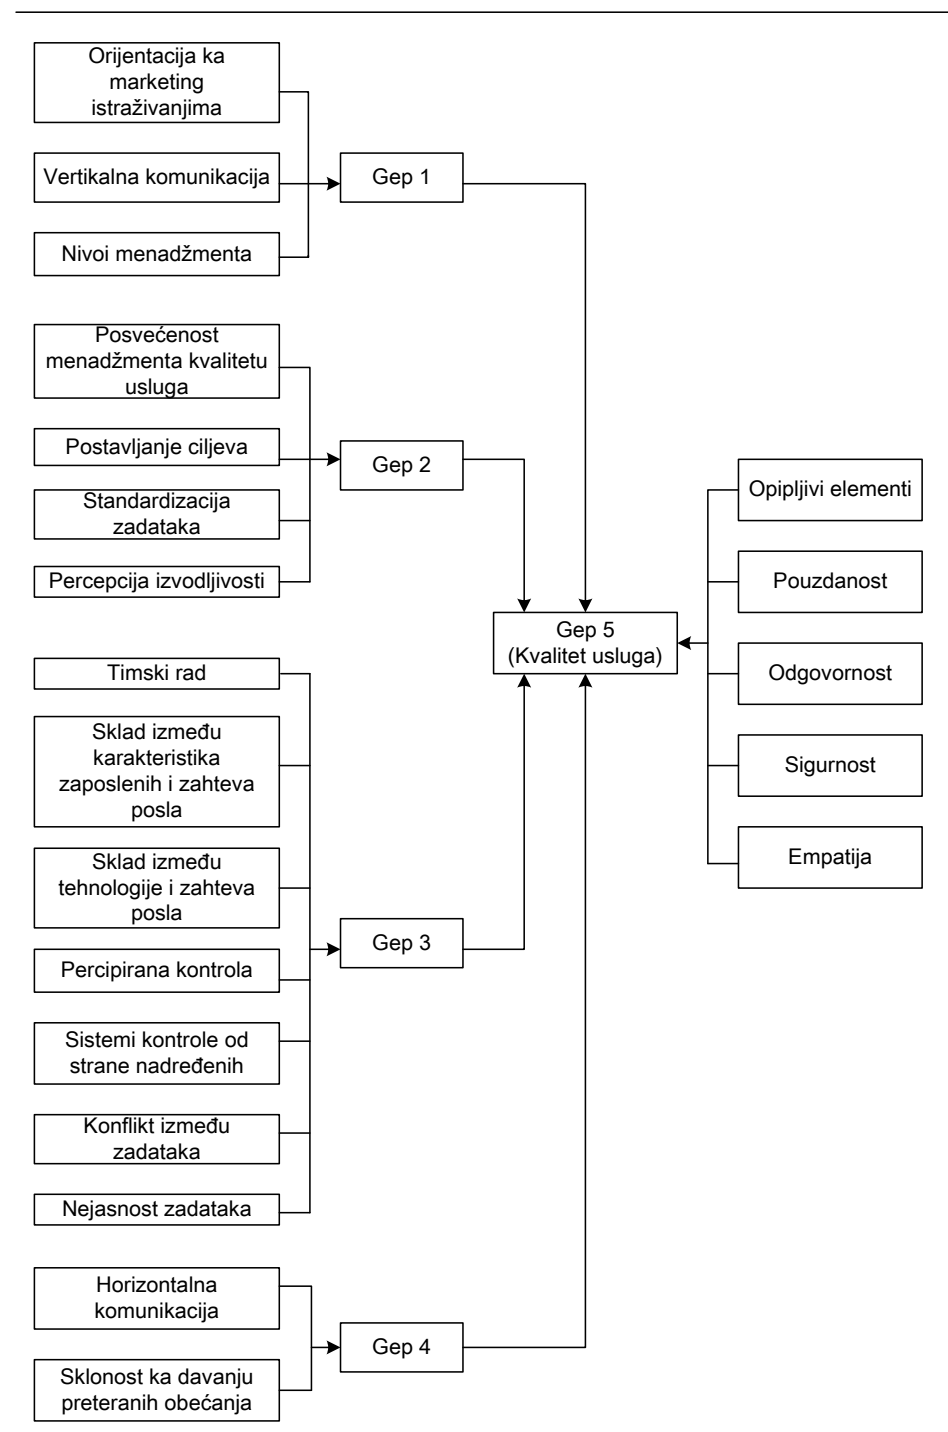 Orijentacija ka
marketing
istraživanjima
Vertikalna komunikacija
Nivoi menadžmenta
Gep 1
Posvećenost
menadžmenta kvalitetu
usluga
Postavljanje ciljeva
Standardizacija
zadataka
Percepcija izvodljivosti
Gep 2
Timski rad
Sklad između
karakteristika
zaposlenih i zahteva
posla
Sklad između
tehnologije i zahteva
posla
Percipirana kontrola
Sistemi kontrole od
strane nadređenih
Konflikt između
zadataka
Nejasnost zadataka
Gep 3
Horizontalna
komunikacija
Sklonost ka davanju
preteranih obećanja
Gep 4
Gep 5
(Kvalitet usluga)
Opipljivi elementi
Pouzdanost
Odgovornost
Sigurnost
Empatija